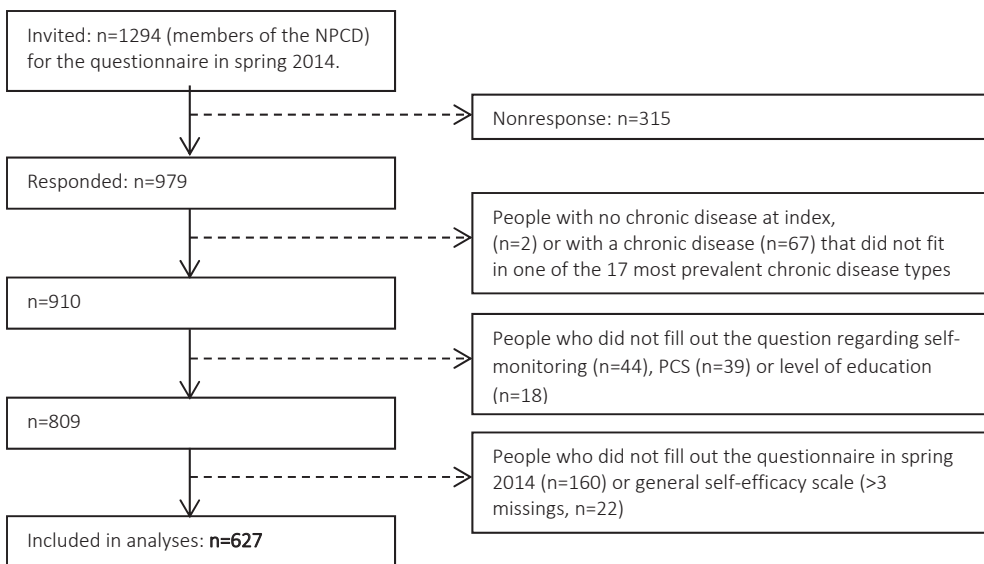 Invited: n=1294 (members of the NPCD)
for the questionnaire in spring 2014.
Nonresponse: n=315
Responded: n=979
People with no chronic disease at index,
(n=2) or with a chronic disease (n=67) that did not fit
in one of the 17 most prevalent chronic disease types
n=910
People who did not fill out the question regarding self-
monitoring (n=44), PCS (n=39) or level of education
(n=18)
n=809
People who did not fill out the questionnaire in spring
2014 (n=160) or general self-efficacy scale (>3
missings, n=22)
Included in analyses: n=627